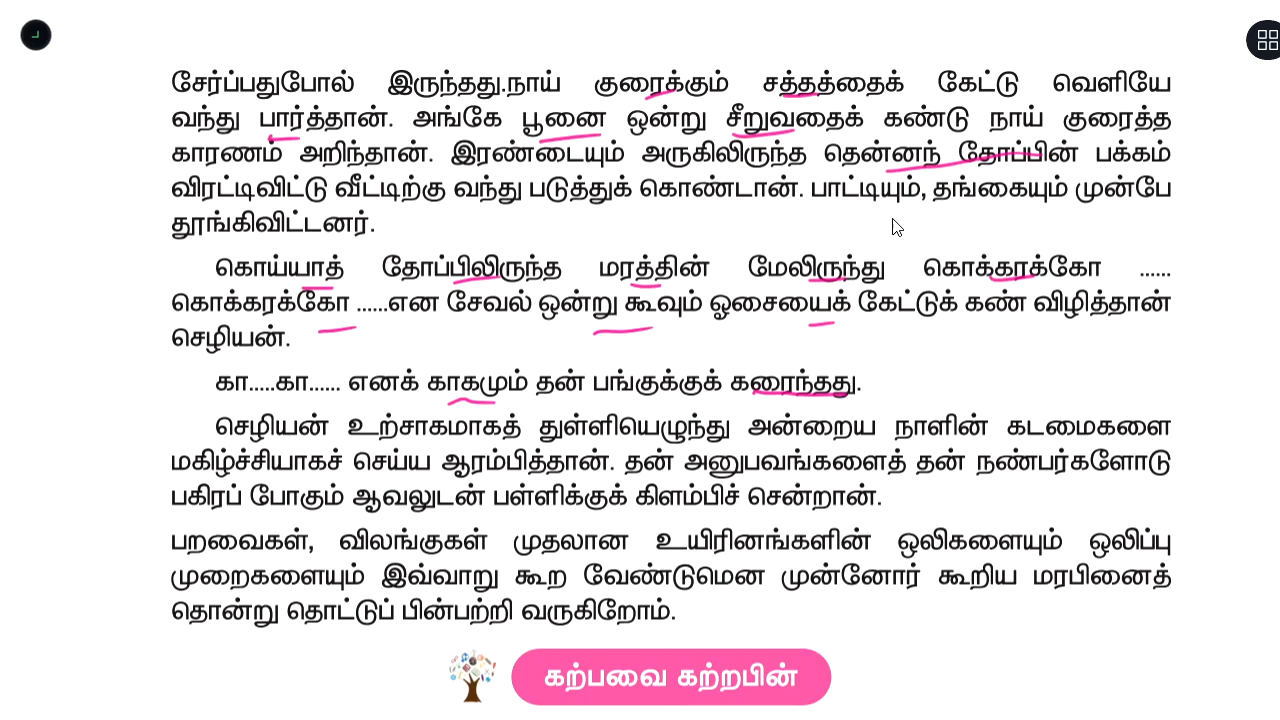 சேர்ப்பதுபோல் இருந்தது.நாய் குரைக்கும் சத்தத்தைக் கேட்டு வெளியே
வந்து பார்த்தான். அங்கே பூனை ஒன்று சீறுவதைக் கண்டு நாய் குரைத்த
காரணம் அறிந்தான். இரண்டையும் அருகிலிருந்த தென்னந் தோப்பின் பக்கம்
விரட்டிவிட்டு வீட்டிற்கு வந்து படுத்துக் கொண்டான். பாட்டியும், தங்கையும் முன்பே
தூங்கிவிட்டனர்.
கொய்யாத் தோப்பிலிருந்த மரத்தின் மேலிருந்து கொக்கரக்கோ ......
கொக்கரக்கோ ......என சேவல் ஒன்று கூவும் ஓசையைக் கேட்டுக் கண் விழித்தான்
செழியன்.
கா.....கா...... எனக் காகமும் தன் பங்குக்குக் கரைந்தது.
செழியன் உற்சாகமாகத் துள்ளியெழுந்து அன்றைய நாளின் கடமைகளை
மகிழ்ச்சியாகச் செய்ய ஆரம்பித்தான். தன் அனுபவங்களைத் தன் நண்பர்களோடு
பகிரப் போகும் ஆவலுடன் பள்ளிக்குக் கிளம்பிச் சென்றான்.
பறவைகள், விலங்குகள் முதலான உயிரினங்களின் ஒலிகளையும் ஒலிப்பு
முறைகளையும் இவ்வாறு கூற வேண்டுமென முன்னோர் கூறிய மரபினைத்
தொன்று தொட்டுப் பின்பற்றி வருகிறோம்.
கற்பவை கற்றபின்